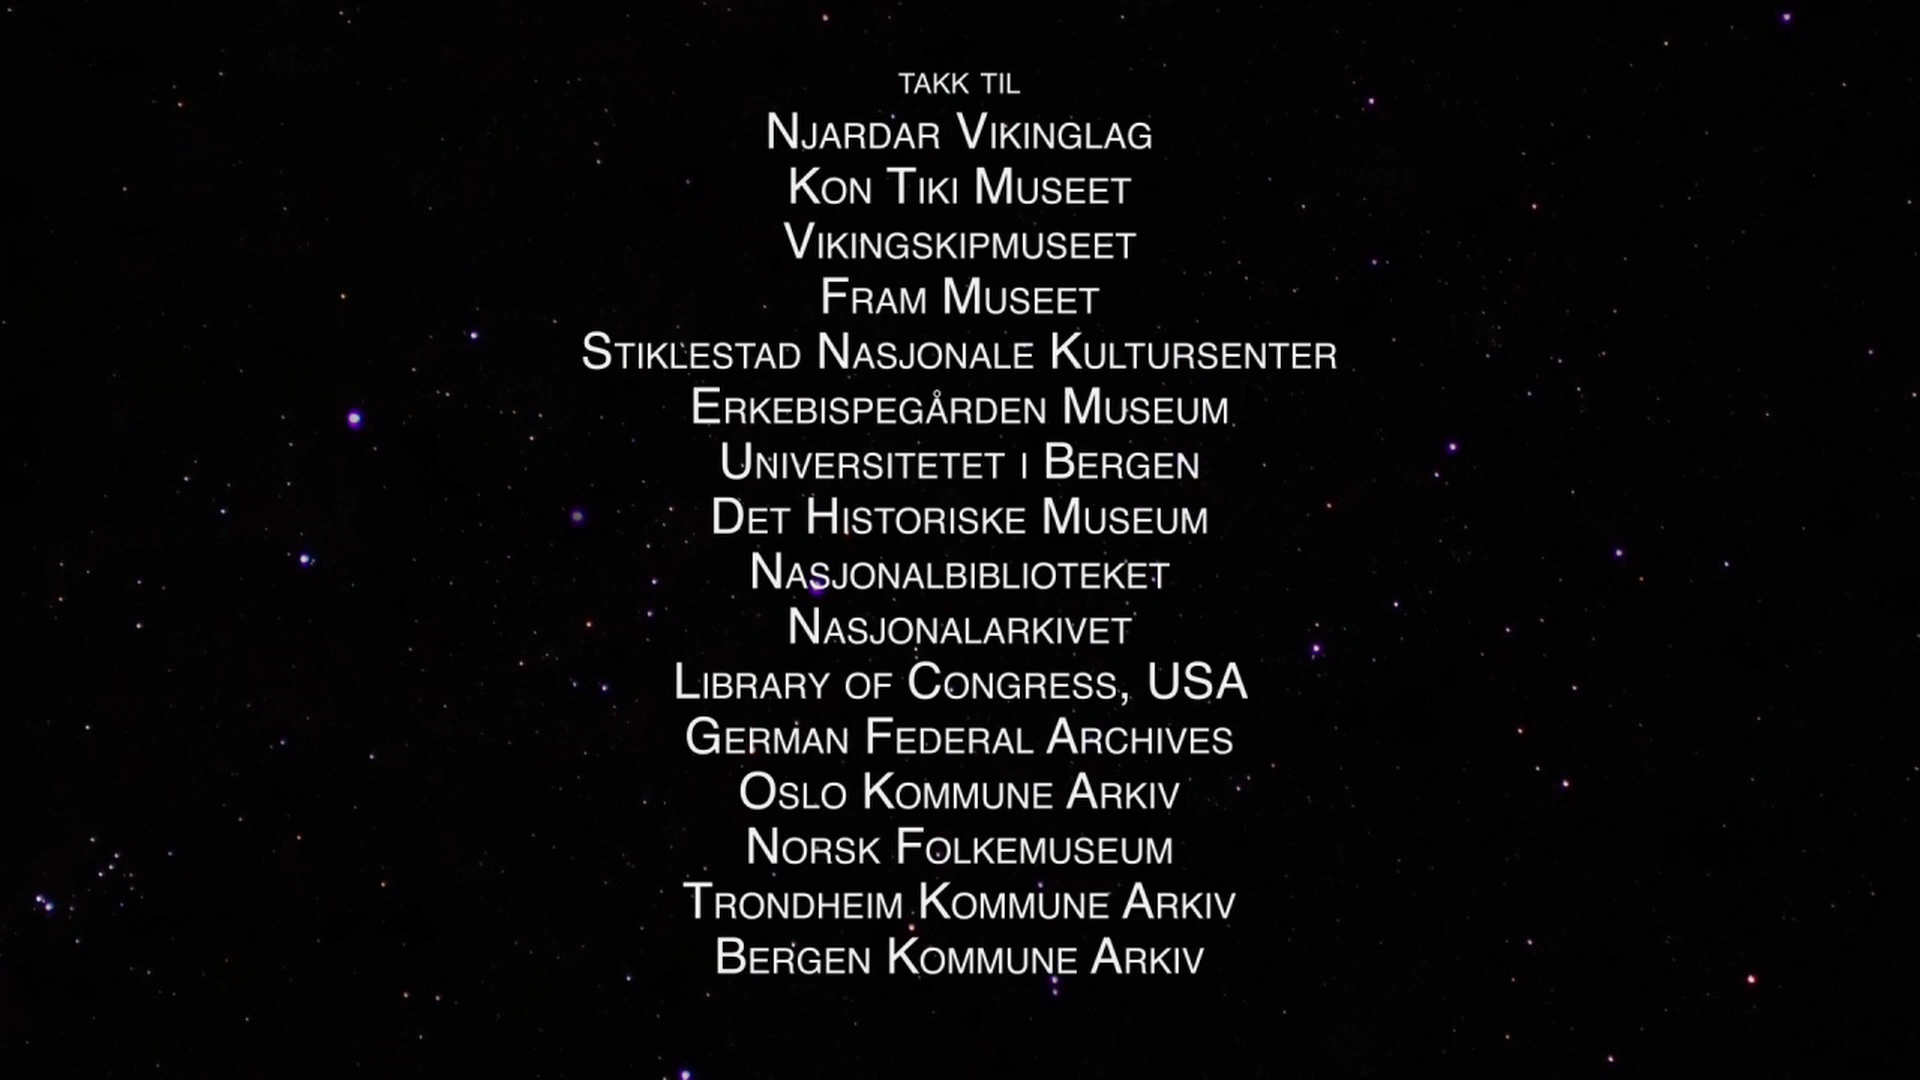 TAKK TIL
NJARDAR VIKINGLAG
KON TIKI MUSEET
VIKINGSKIPMUSEET
FRAM MUSEET
STIKLESTAD NASJONALE KULTURSENTER
ERKEBISPEGÅRDEN MUSEUM
UNIVERSITETET I BERGEN
DET HISTORISKE MUSEUM
NASJONALBIBLIOTEKET
NASJONALARKIVET
LIBRARY OF CONGRESS, USA
GERMAN FEDERAL ARCHIVES
OSLO KOMMUNE ARKIV
NORSK FOLKEMUSEUM
TRONDHEIM KOMMUNE ARKIV
BERGEN KOMMUNE ARKIV